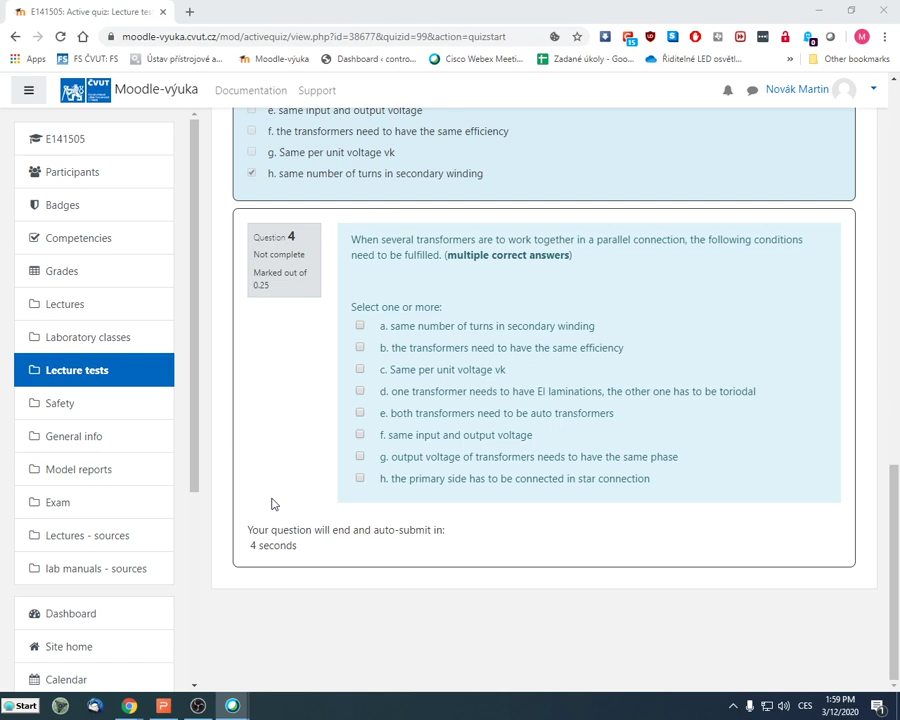 E141505: Active quiz: Lecture tes
moodle-vyuka.cvut.cz/mod/activequiz/view.php?id=38677&quizid=99&action=quizstart
15
0
M
Apps
FS ČVUT: FS
Ústav přístrojové a...
Moodle-výuka
Dashboard ‹ contro...
Cisco Webex Meeti...
Zadané úkoly - Goo...
Řiditelné LED osvětl...
»
Other bookmarks
ČVUT
Moodle-výuka
Documentation
Support
Novák Martin
E141505
Participants
Badges
Competencies
Grades
Lectures
Laboratory classes
Lecture tests
Safety
General info
Model reports
Exam
Lectures - sources
lab manuals - sources
Dashboard
Site home
Calendar
e. same input and output voltage
f. the transformers need to have the same efficiency
g. Same per unit voltage vk
h. same number of turns in secondary winding
Question 4
Not complete
Marked out of
0.25
When several transformers are to work together in a parallel connection, the following conditions
need to be fulfilled. (multiple correct answers)
Select one or more:
a. same number of turns in secondary winding
b. the transformers need to have the same efficiency
c. Same per unit voltage vk
d. one transformer needs to have EI laminations, the other one has to be toriodal
e. both transformers need to be auto transformers
f. same input and output voltage
g. output voltage of transformers needs to have the same phase
h. the primary side has to be connected in star connection
Your question will end and auto-submit in:
4 seconds
Start
CES
1:59 PM
3/12/2020
1